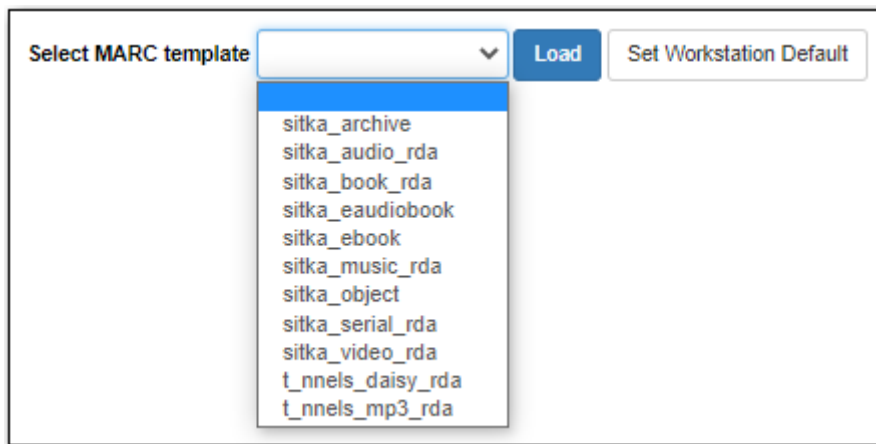 Select MARC template Load Set Workstation Default
sitka_archive
sitka_audio_rda
sitka_book_rda
sitka_eaudiobook
sitka_ebook
sitka_music_rda
sitka_object
sitka_serial_rda
sitka_video_rda
t_nnels_daisy_rda
t_nnels_mp3_rda